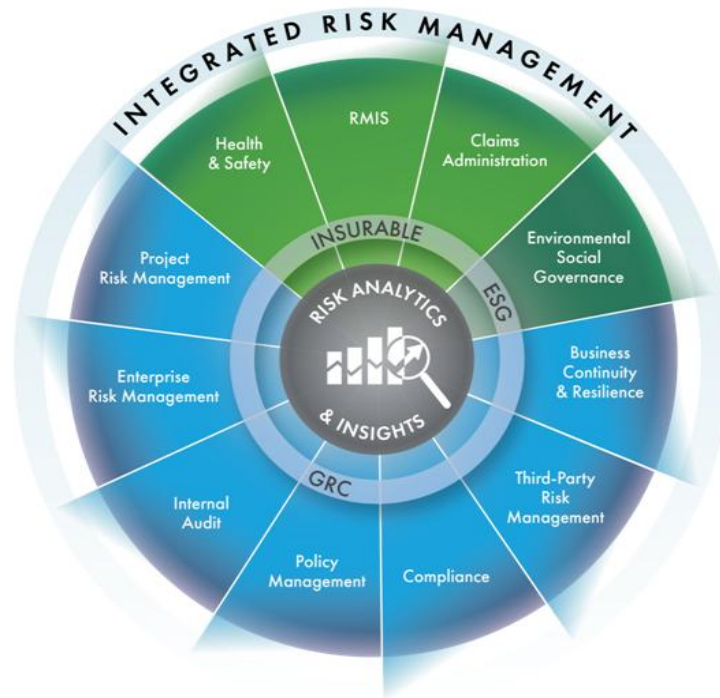 INTEGRATED RISK MANAGEMENT
Health
& Safety
RMIS
Claims
Administration
Environmental
Social
Governance
Business
Continuity
& Resilience
Third-Party
Risk
Management
Compliance
Policy
Management
Internal
Audit
Enterprise
Risk Management
Project
Risk Management
INSURABLE
ESG
GRC
RISK ANALYTICS
& INSIGHTS